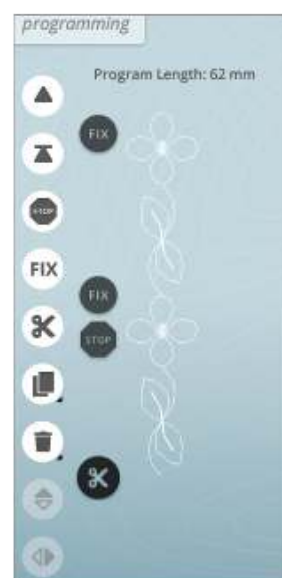 programming
Program Length: 62 mm
FIX
STOP
FIX
FIX
STOP